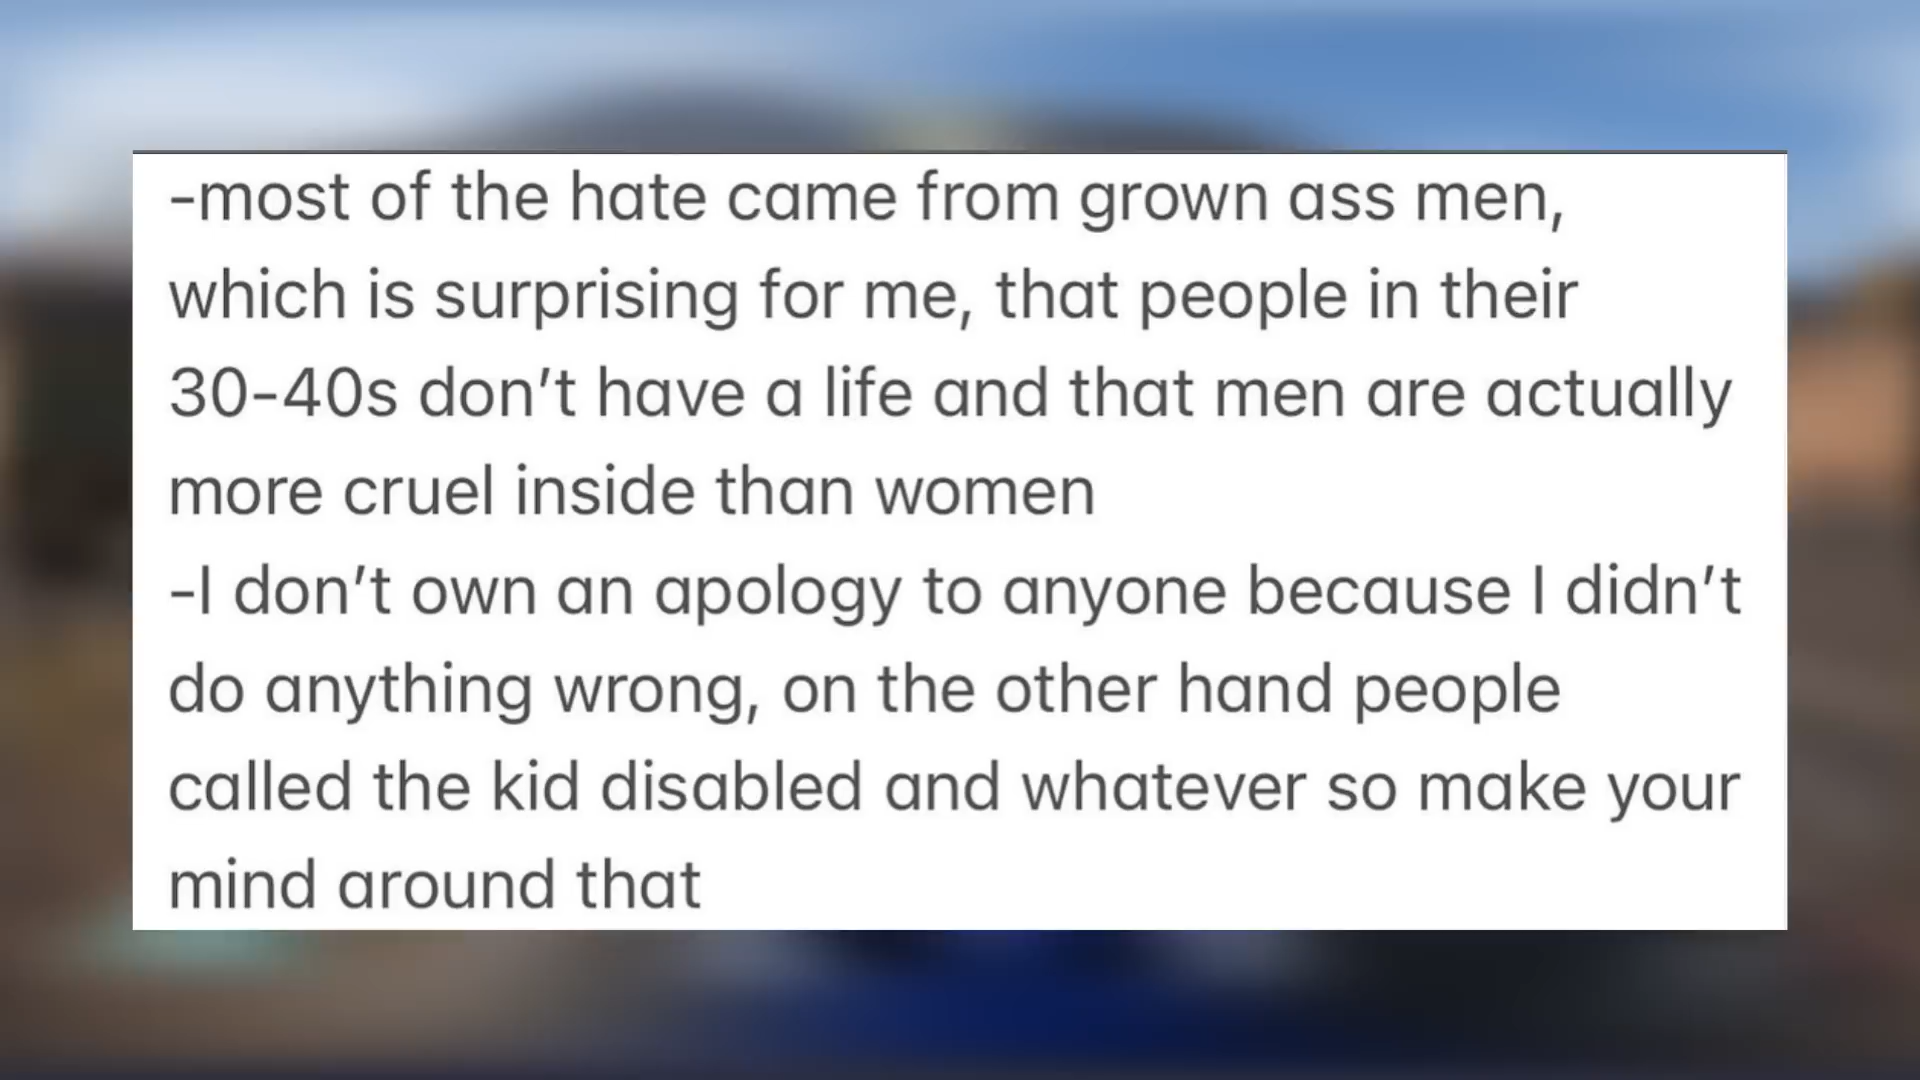 -most of the hate came from grown ass men,
which is surprising for me, that people in their
30-40s don’t have a life and that men are actually
more cruel inside than women
-I don’t own an apology to anyone because I didn’t
do anything wrong, on the other hand people
called the kid disabled and whatever so make your
mind around that